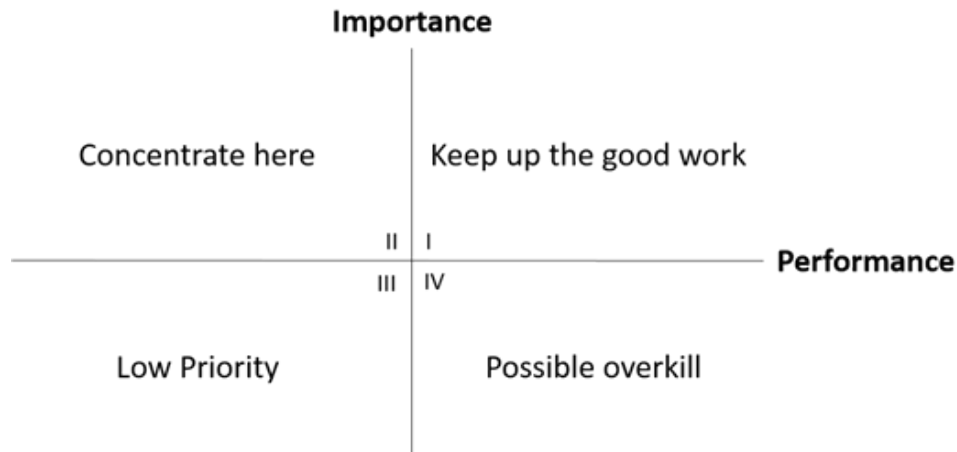 Importance
Concentrate here
Keep up the good work
II
I
Performance
III
IV
Low Priority
Possible overkill